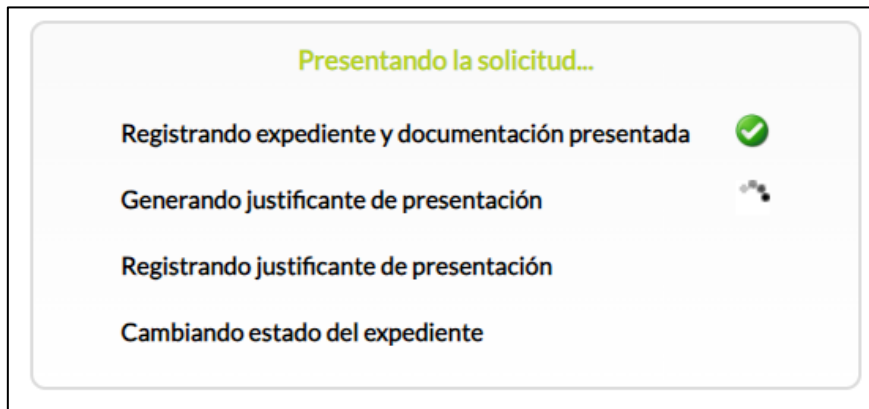 Presentando la solicitud...
Registrando expediente y documentación presentada
Generando justificante de presentación
Registrando justificante de presentación
Cambiando estado del expediente